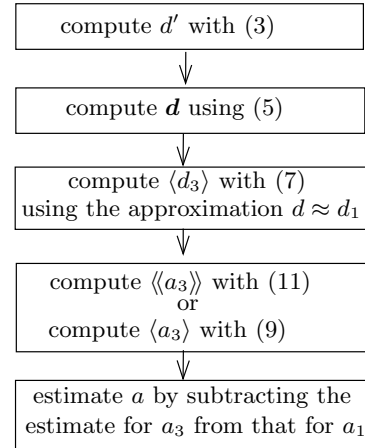 compute d′ with (3)
compute d using (5)
compute ⟨d₃⟩ with (7)
using the approximation d ≈ d₁
compute ⟪a₃⟫ with (11)
or
compute ⟨a₃⟩ with (9)
estimate a by subtracting the
estimate for a₃ from that for a₁